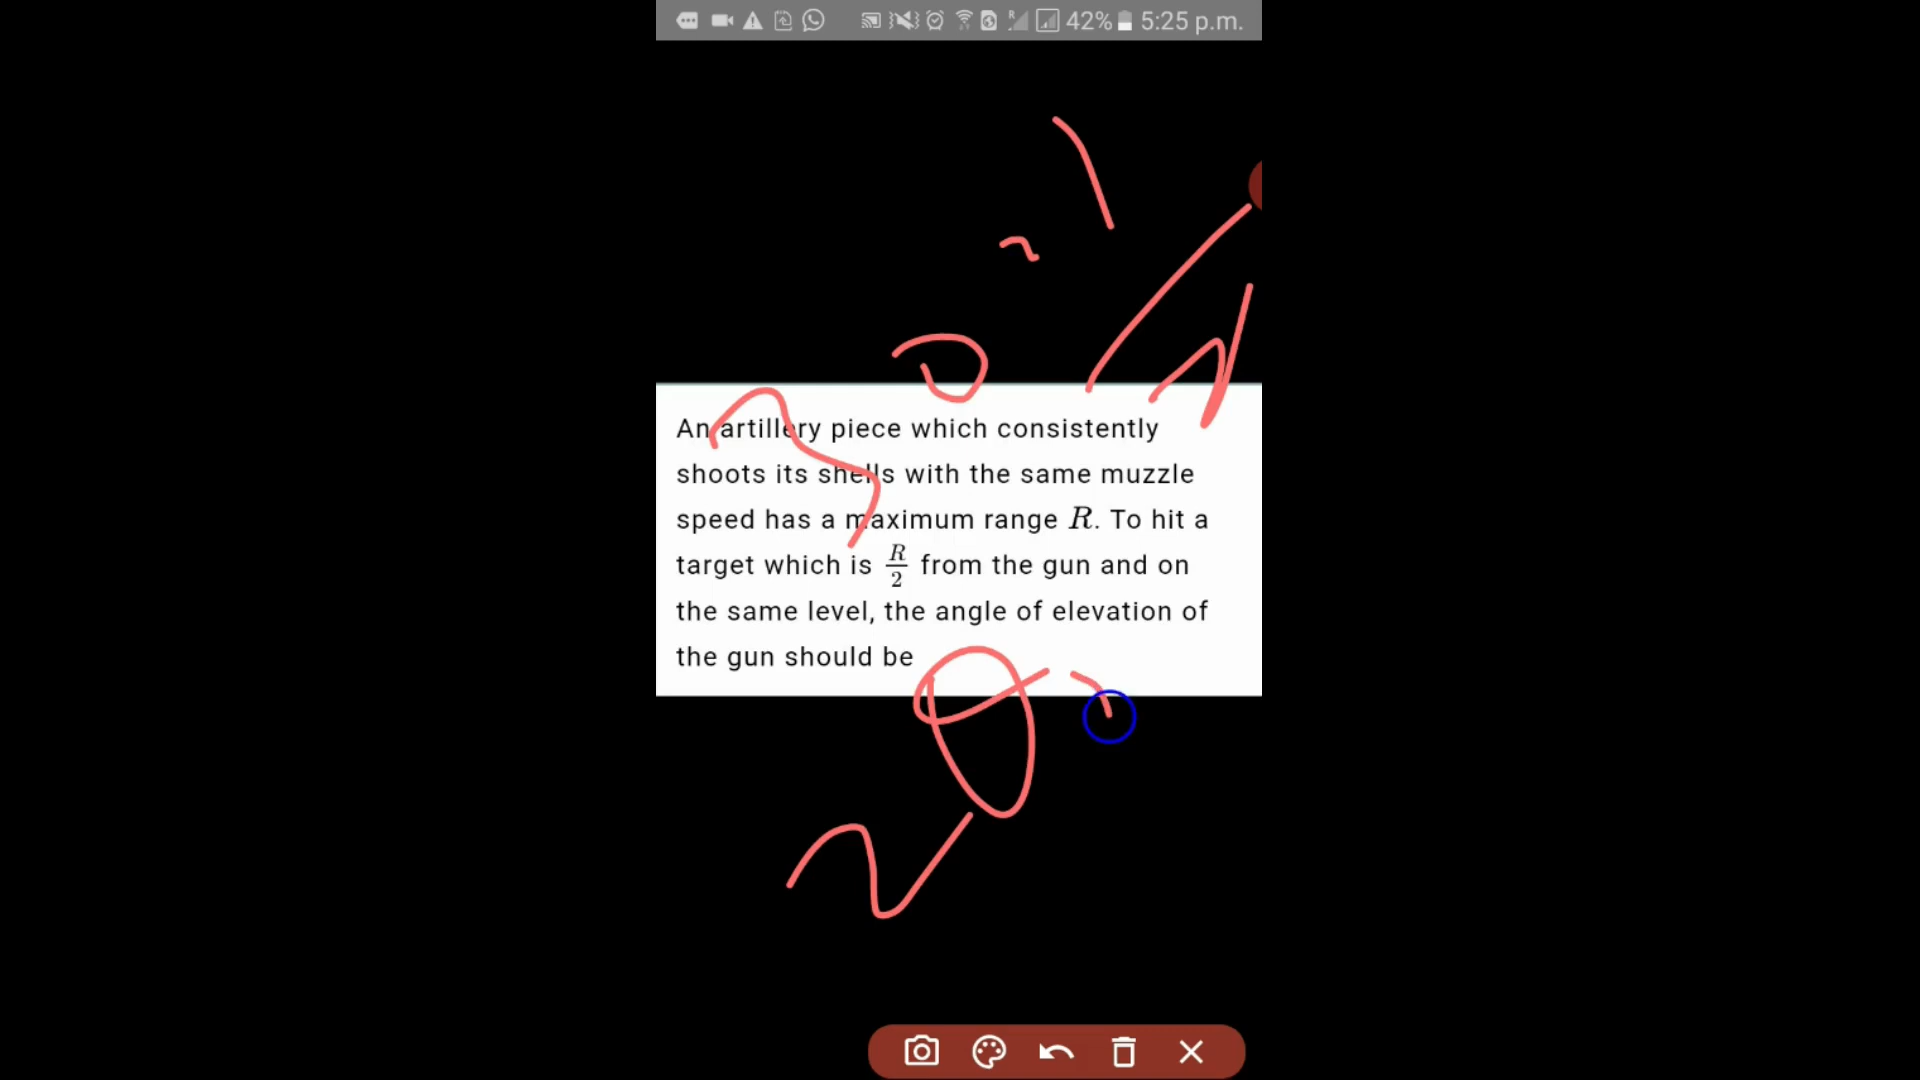 42% 5:25 p.m.
An artillery piece which consistently
shoots its shells with the same muzzle
speed has a maximum range R. To hit a
target which is R/2 from the gun and on
the same level, the angle of elevation of
the gun should be